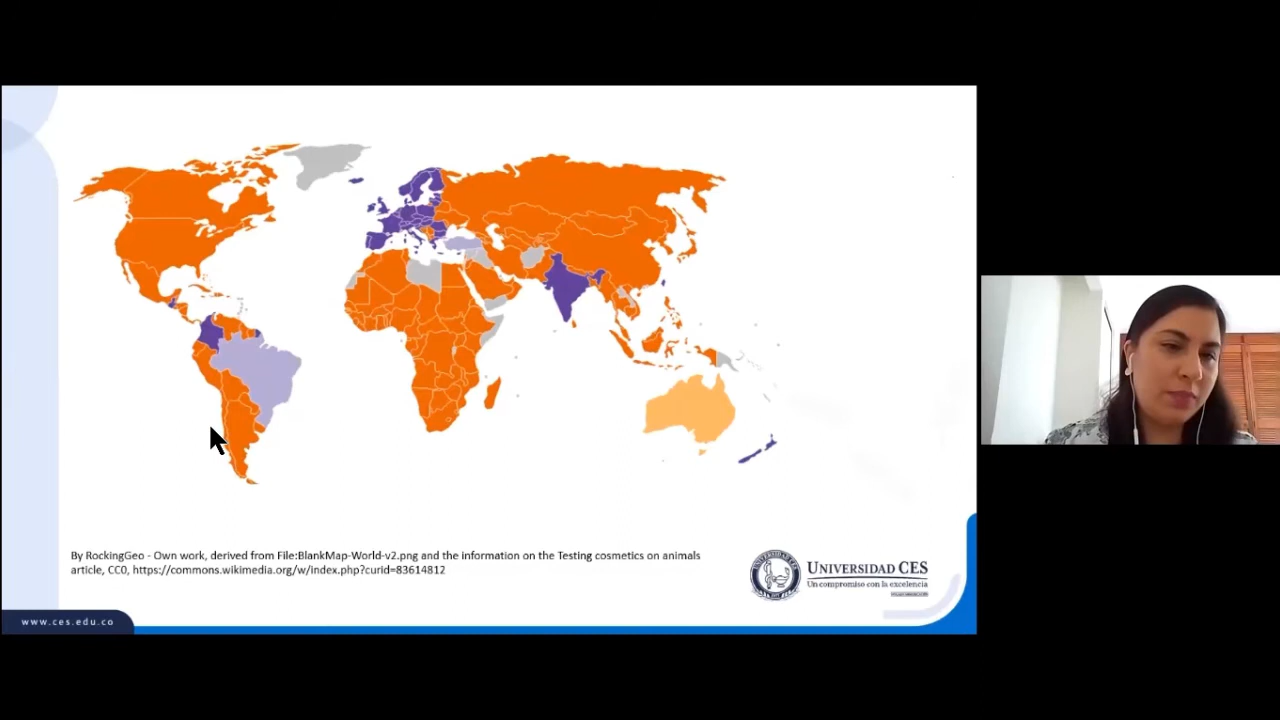 By RockingGeo - Own work, derived from File:BlankMap-World-v2.png and the information on the Testing cosmetics on animals
article, CC0, https://commons.wikimedia.org/w/index.php?curid=83614812
UNIVERSIDAD CES
Un compromiso con la excelencia
www.ces.edu.co